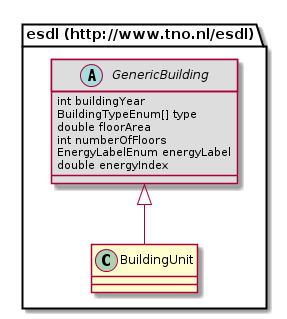 esdl (http://www.tno.nl/esdl)
A GenericBuilding
int buildingYear
BuildingTypeEnum[] type
double floorArea
int numberOfFloors
EnergyLabelEnum energyLabel
double energyIndex
C BuildingUnit